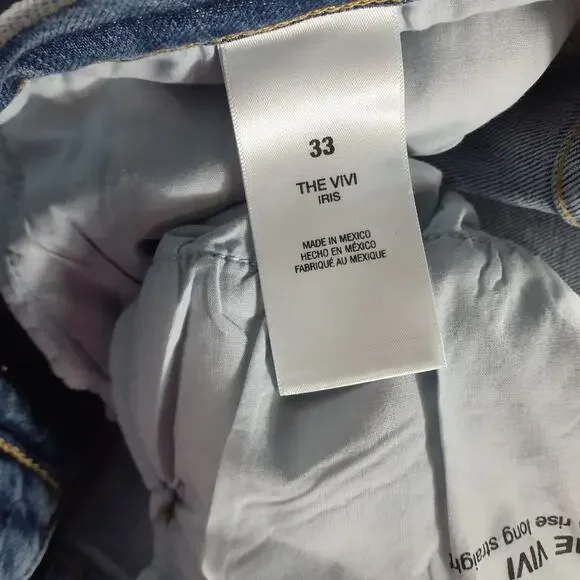 33
THE VIVI
IRIS
MADE IN MEXICO
HECHO EN MÉXICO
FABRIQUÉ AU MEXIQUE
VIVI
rise long straight